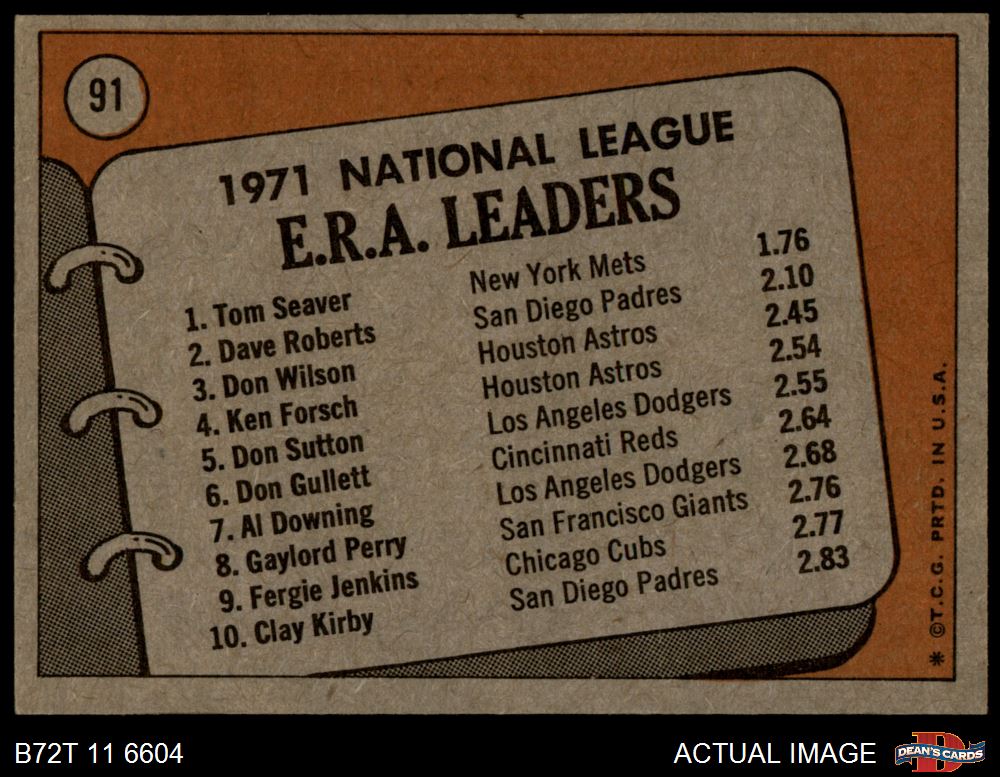 91
1971 NATIONAL LEAGUE
E.R.A. LEADERS
1. Tom Seaver New York Mets 1.76
2. Dave Roberts San Diego Padres 2.10
3. Don Wilson Houston Astros 2.45
4. Ken Forsch Houston Astros 2.54
5. Don Sutton Los Angeles Dodgers 2.55
6. Don Gullett Cincinnati Reds 2.64
7. Al Downing Los Angeles Dodgers 2.68
8. Gaylord Perry San Francisco Giants 2.76
9. Fergie Jenkins Chicago Cubs 2.77
10. Clay Kirby San Diego Padres 2.83
* ©T.C.G. PRTD. IN U.S.A.
B72T 11 6604
ACTUAL IMAGE
D
DEAN'S CARDS